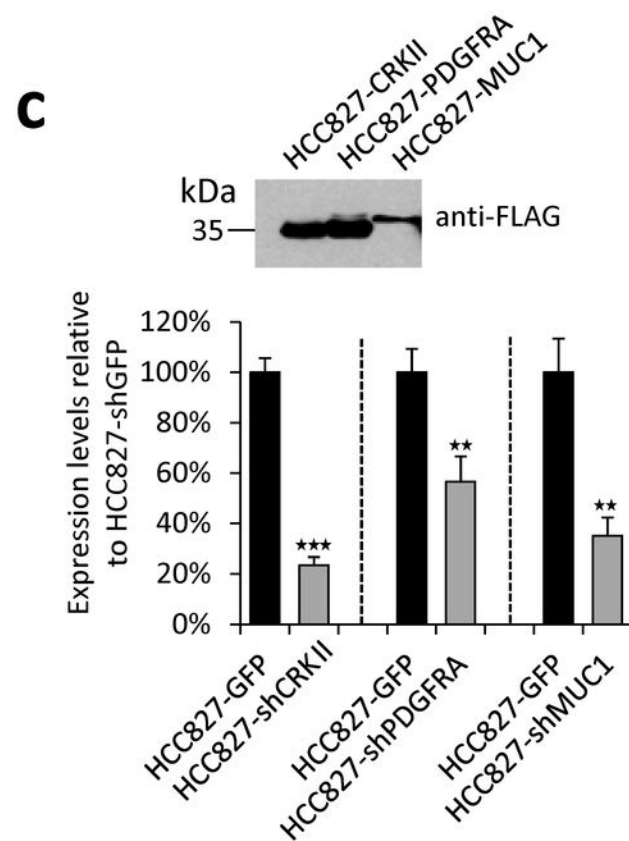 c
HCC827-CRKII
HCC827-PDGFRA
HCC827-MUC1
kDa
35
anti-FLAG
Expression levels relative
to HCC827-shGFP
120%
100%
80%
60%
40%
20%
0%
★★★
★★
★★
HCC827-GFP
HCC827-shCRKII
HCC827-GFP
HCC827-shPDGFRA
HCC827-GFP
HCC827-shMUC1